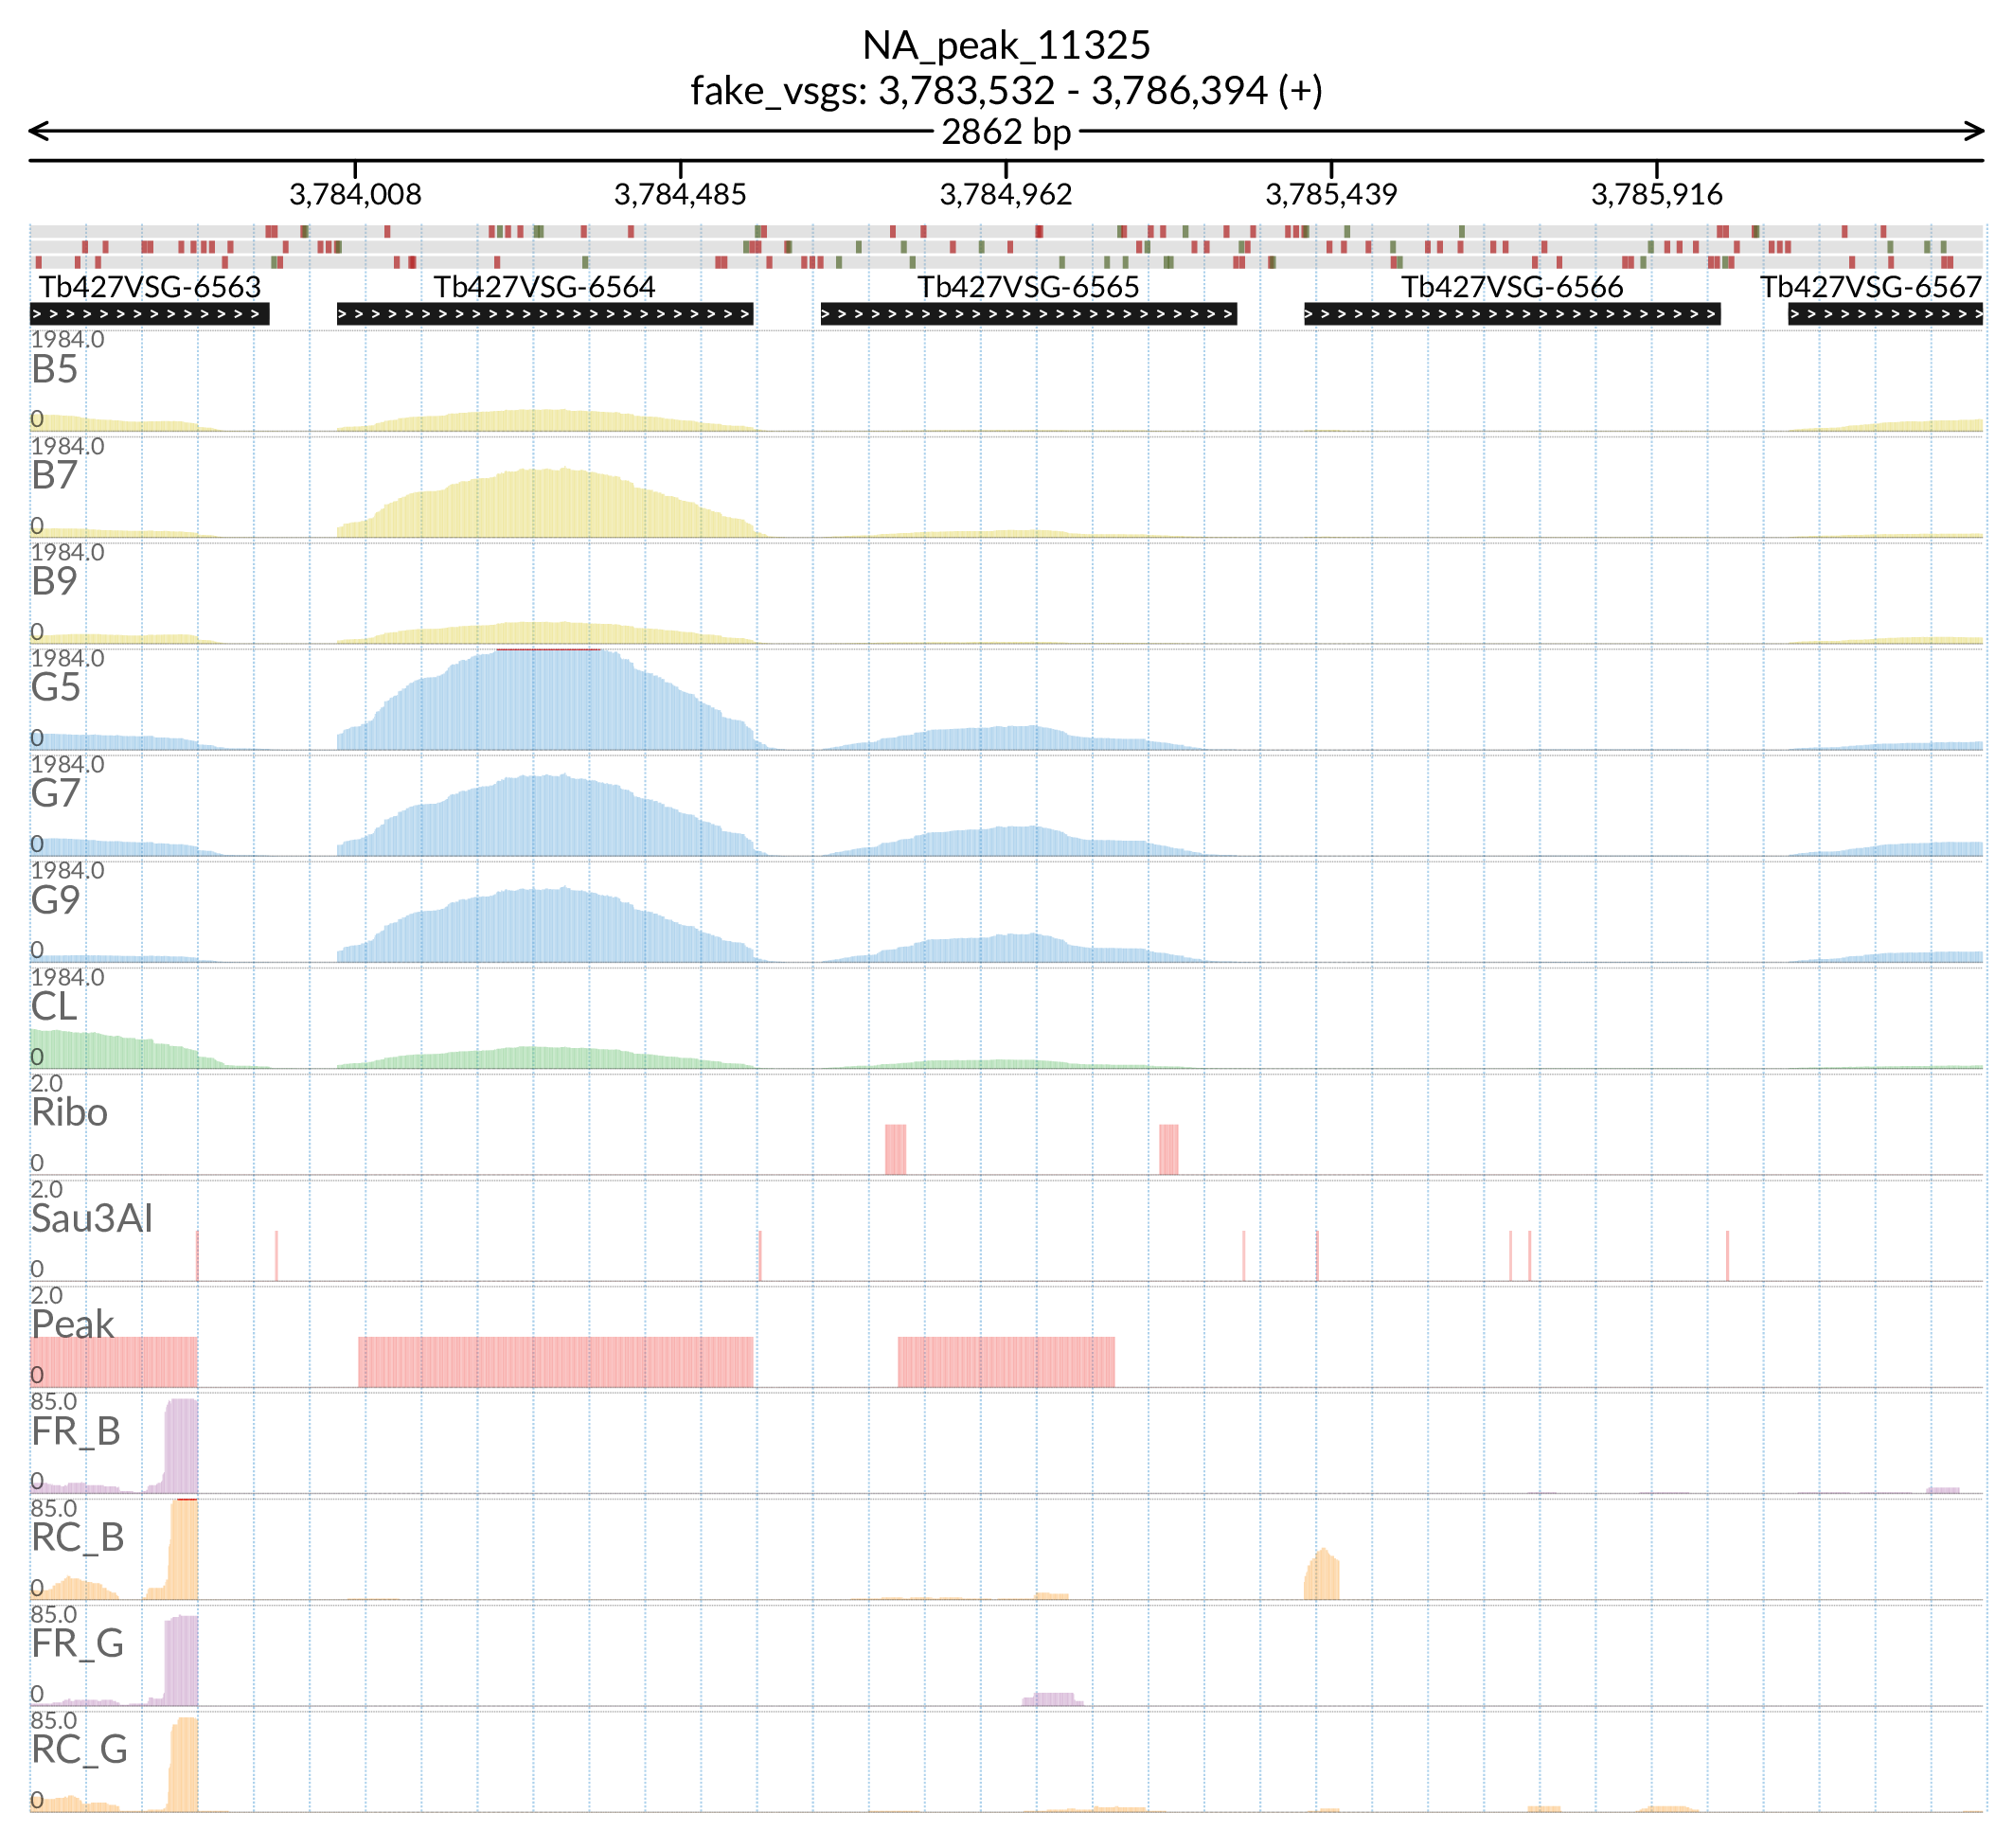 NA_peak_11325
fake_vsgs: 3,783,532 - 3,786,394 (+)
2862 bp
3,784,008 3,784,485 3,784,962 3,785,439 3,785,916
Tb427VSG-6563 Tb427VSG-6564 Tb427VSG-6565 Tb427VSG-6566 Tb427VSG-6567
1984.0
B5
0
1984.0
B7
0
1984.0
B9
0
1984.0
G5
0
1984.0
G7
0
1984.0
G9
0
1984.0
CL
0
2.0
Ribo
0
2.0
Sau3AI
0
2.0
Peak
0
85.0
FR_B
0
85.0
RC_B
0
85.0
FR_G
0
85.0
RC_G
0